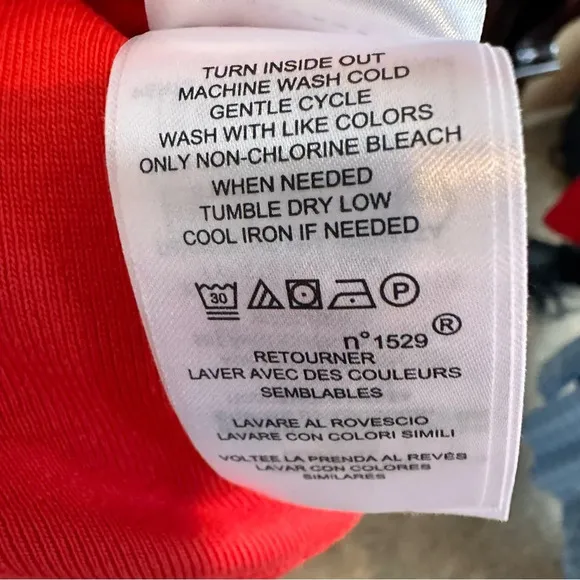 TURN INSIDE OUT
MACHINE WASH COLD
GENTLE CYCLE
WASH WITH LIKE COLORS
ONLY NON-CHLORINE BLEACH
WHEN NEEDED
TUMBLE DRY LOW
COOL IRON IF NEEDED
30 P
n°1529 ®
RETOURNER
LAVER AVEC DES COULEURS
SEMBLABLES
LAVARE AL ROVESCIO
LAVARE CON COLORI SIMILI
VOLTEE LA PRENDA AL REVÉS
LAVAR CON COLORES
SIMILARES